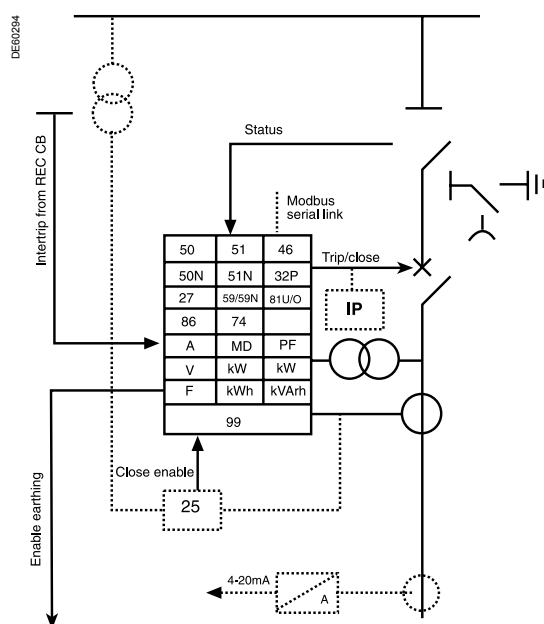 DE60294
Status
Intertrip from REC CB
Modbus
serial link
50 51 46
50N 51N 32P
27 59/59N 81U/O
86 74
A MD PF
V kW kW
F kWh kVArh
99
Trip/close
IP
Close enable
25
Enable earthing
4-20mA
A